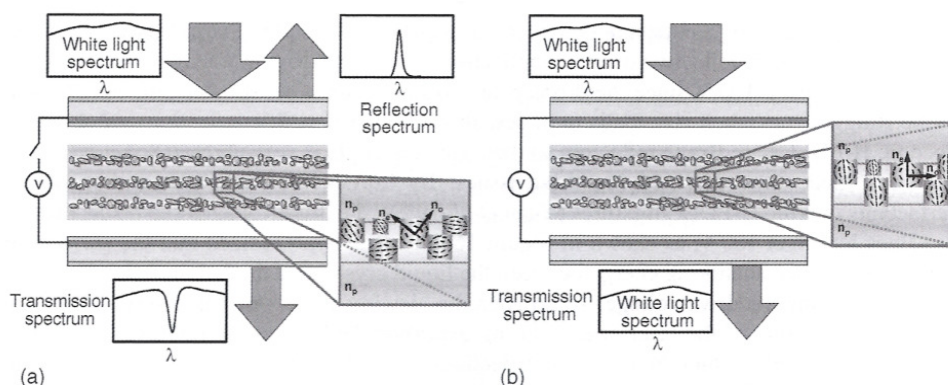 White light
spectrum
λ
Reflection
spectrum
λ
V
n_p
n_e
n_o
n_p
Transmission
spectrum
λ
(a)
White light
spectrum
λ
V
n_p
n_e
n_o
n_p
Transmission
spectrum
White light
spectrum
λ
(b)